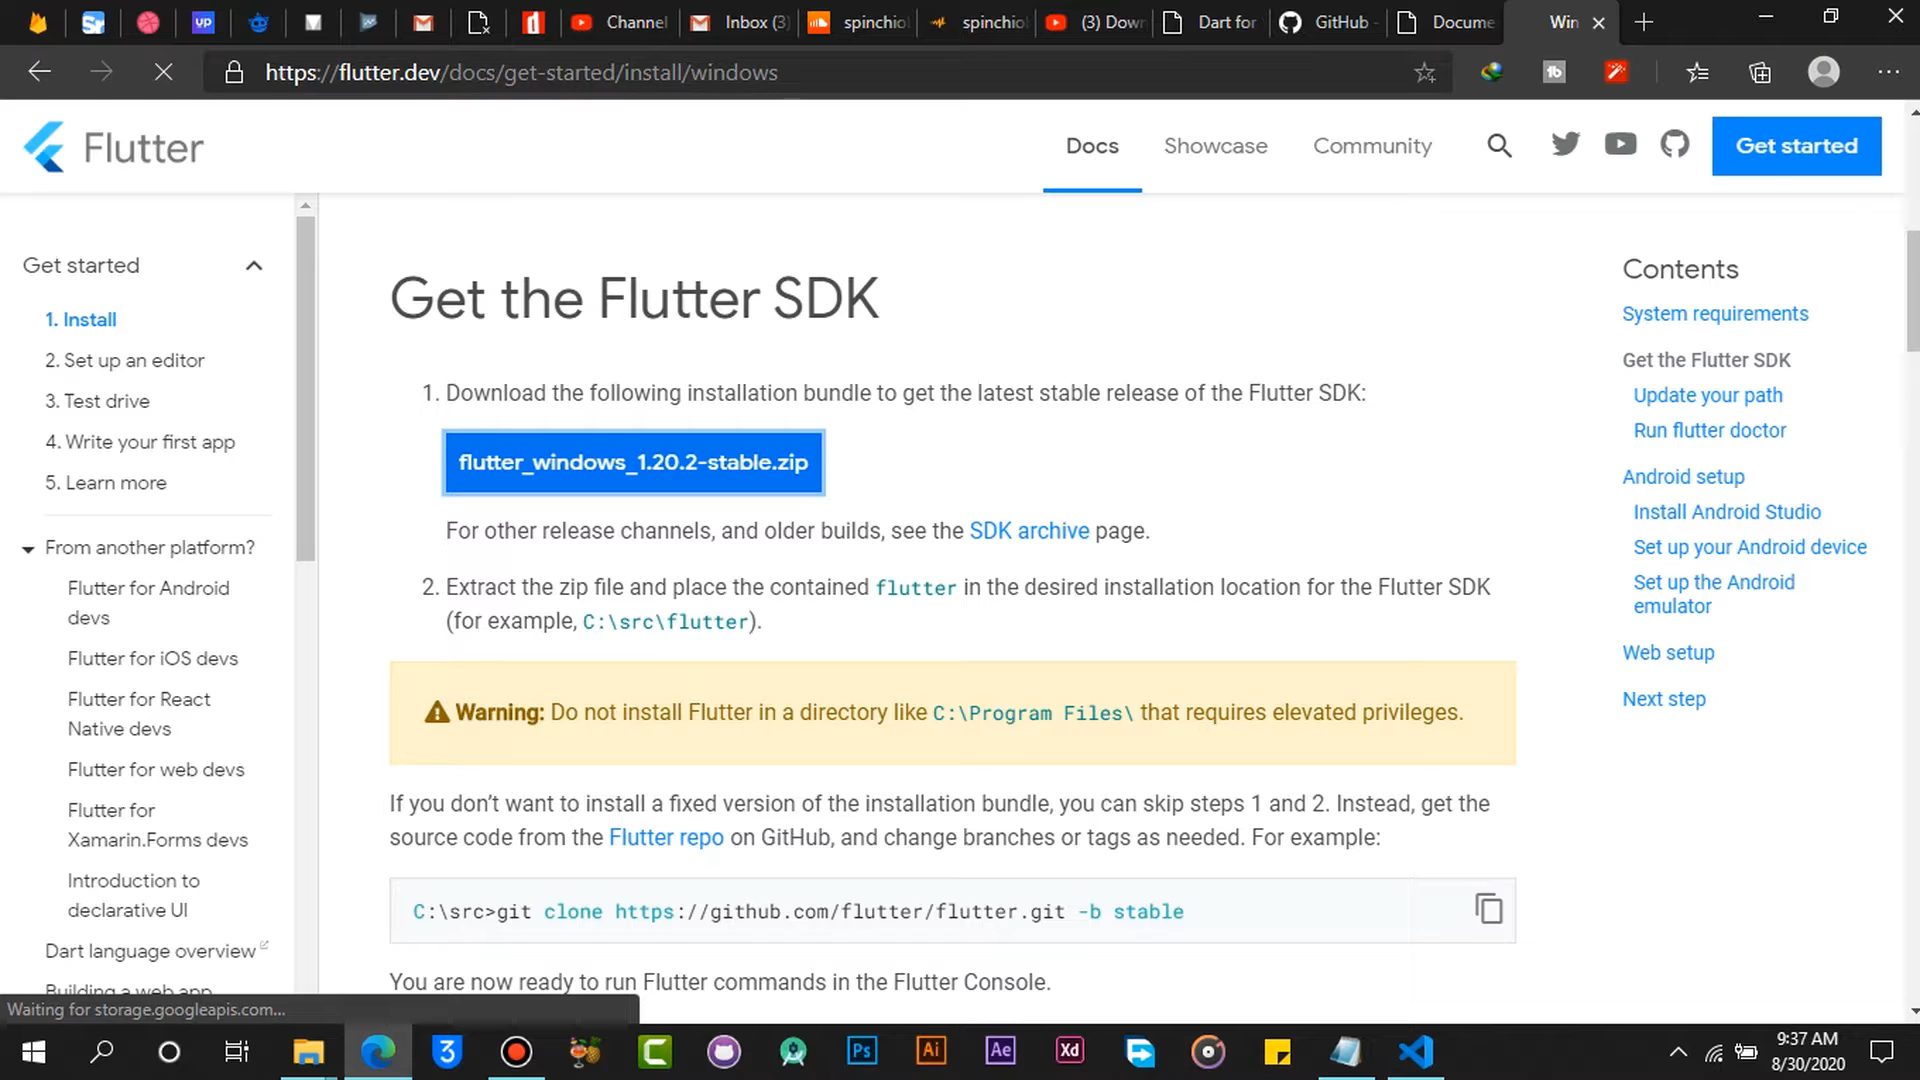 up
Channel
Inbox (3)
spinchio
spinchio
(3) Down
Dart for
GitHub -
Docume
Win
https://flutter.dev/docs/get-started/install/windows
tb
Flutter
Docs
Showcase
Community
Get started
Get started
1. Install
2. Set up an editor
3. Test drive
4. Write your first app
5. Learn more
From another platform?
Flutter for Android
devs
Flutter for iOS devs
Flutter for React
Native devs
Flutter for web devs
Flutter for
Xamarin.Forms devs
Introduction to
declarative UI
Dart language overview
Building a web app
Get the Flutter SDK
1. Download the following installation bundle to get the latest stable release of the Flutter SDK:
flutter_windows_1.20.2-stable.zip
For other release channels, and older builds, see the SDK archive page.
2. Extract the zip file and place the contained flutter in the desired installation location for the Flutter SDK
(for example, C:\src\flutter).
Warning: Do not install Flutter in a directory like C:\Program Files\ that requires elevated privileges.
If you don’t want to install a fixed version of the installation bundle, you can skip steps 1 and 2. Instead, get the
source code from the Flutter repo on GitHub, and change branches or tags as needed. For example:
C:\src>git clone https://github.com/flutter/flutter.git -b stable
You are now ready to run Flutter commands in the Flutter Console.
Contents
System requirements
Get the Flutter SDK
Update your path
Run flutter doctor
Android setup
Install Android Studio
Set up your Android device
Set up the Android
emulator
Web setup
Next step
Waiting for storage.googleapis.com...
3
Ps
Ai
Ae
Xd
9:37 AM
8/30/2020